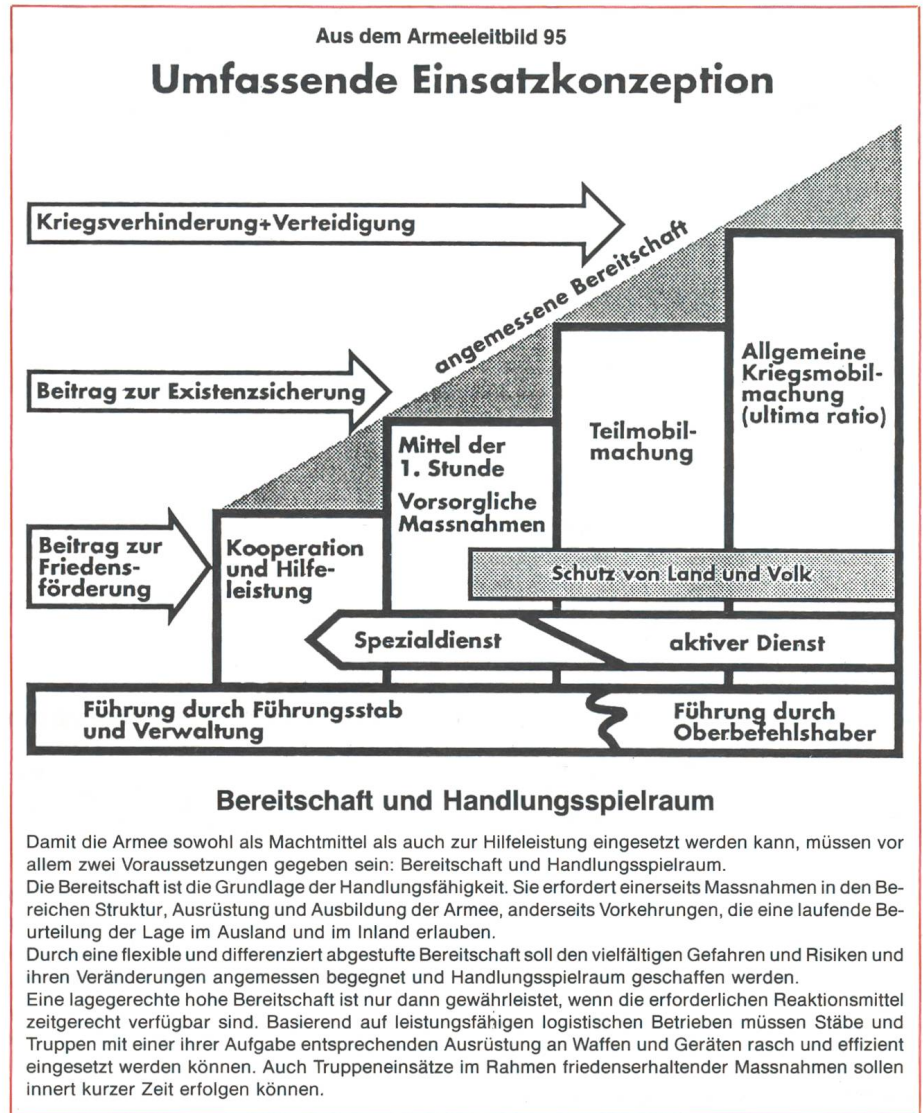 Aus dem Armeeleitbild 95
Umfassende Einsatzkonzeption
Kriegsverhinderung+Verteidigung
angemessene Bereitschaft
Beitrag zur Existenzsicherung
Allgemeine
Kriegsmobil-
machung
(ultima ratio)
Teilmobil-
machung
Mittel der
1. Stunde
Vorsorgliche
Massnahmen
Beitrag zur
Friedens-
förderung
Kooperation
und Hilfe-
leistung
Schutz von Land und Volk
Spezialdienst
aktiver Dienst
Führung durch Führungsstab
und Verwaltung
Führung durch
Oberbefehlshaber
Bereitschaft und Handlungsspielraum
Damit die Armee sowohl als Machtmittel als auch zur Hilfeleistung eingesetzt werden kann, müssen vor
allem zwei Voraussetzungen gegeben sein: Bereitschaft und Handlungsspielraum.
Die Bereitschaft ist die Grundlage der Handlungsfähigkeit. Sie erfordert einerseits Massnahmen in den Be-
reichen Struktur, Ausrüstung und Ausbildung der Armee, anderseits Vorkehrungen, die eine laufende Be-
urteilung der Lage im Ausland und im Inland erlauben.
Durch eine flexible und differenziert abgestufte Bereitschaft soll den vielfältigen Gefahren und Risiken und
ihren Veränderungen angemessen begegnet und Handlungsspielraum geschaffen werden.
Eine lagegerechte hohe Bereitschaft ist nur dann gewährleistet, wenn die erforderlichen Reaktionsmittel
zeitgerecht verfügbar sind. Basierend auf leistungsfähigen logistischen Betrieben müssen Stäbe und
Truppen mit einer ihrer Aufgabe entsprechenden Ausrüstung an Waffen und Geräten rasch und effizient
eingesetzt werden können. Auch Truppeneinsätze im Rahmen friedenserhaltender Massnahmen sollen
innert kurzer Zeit erfolgen können.